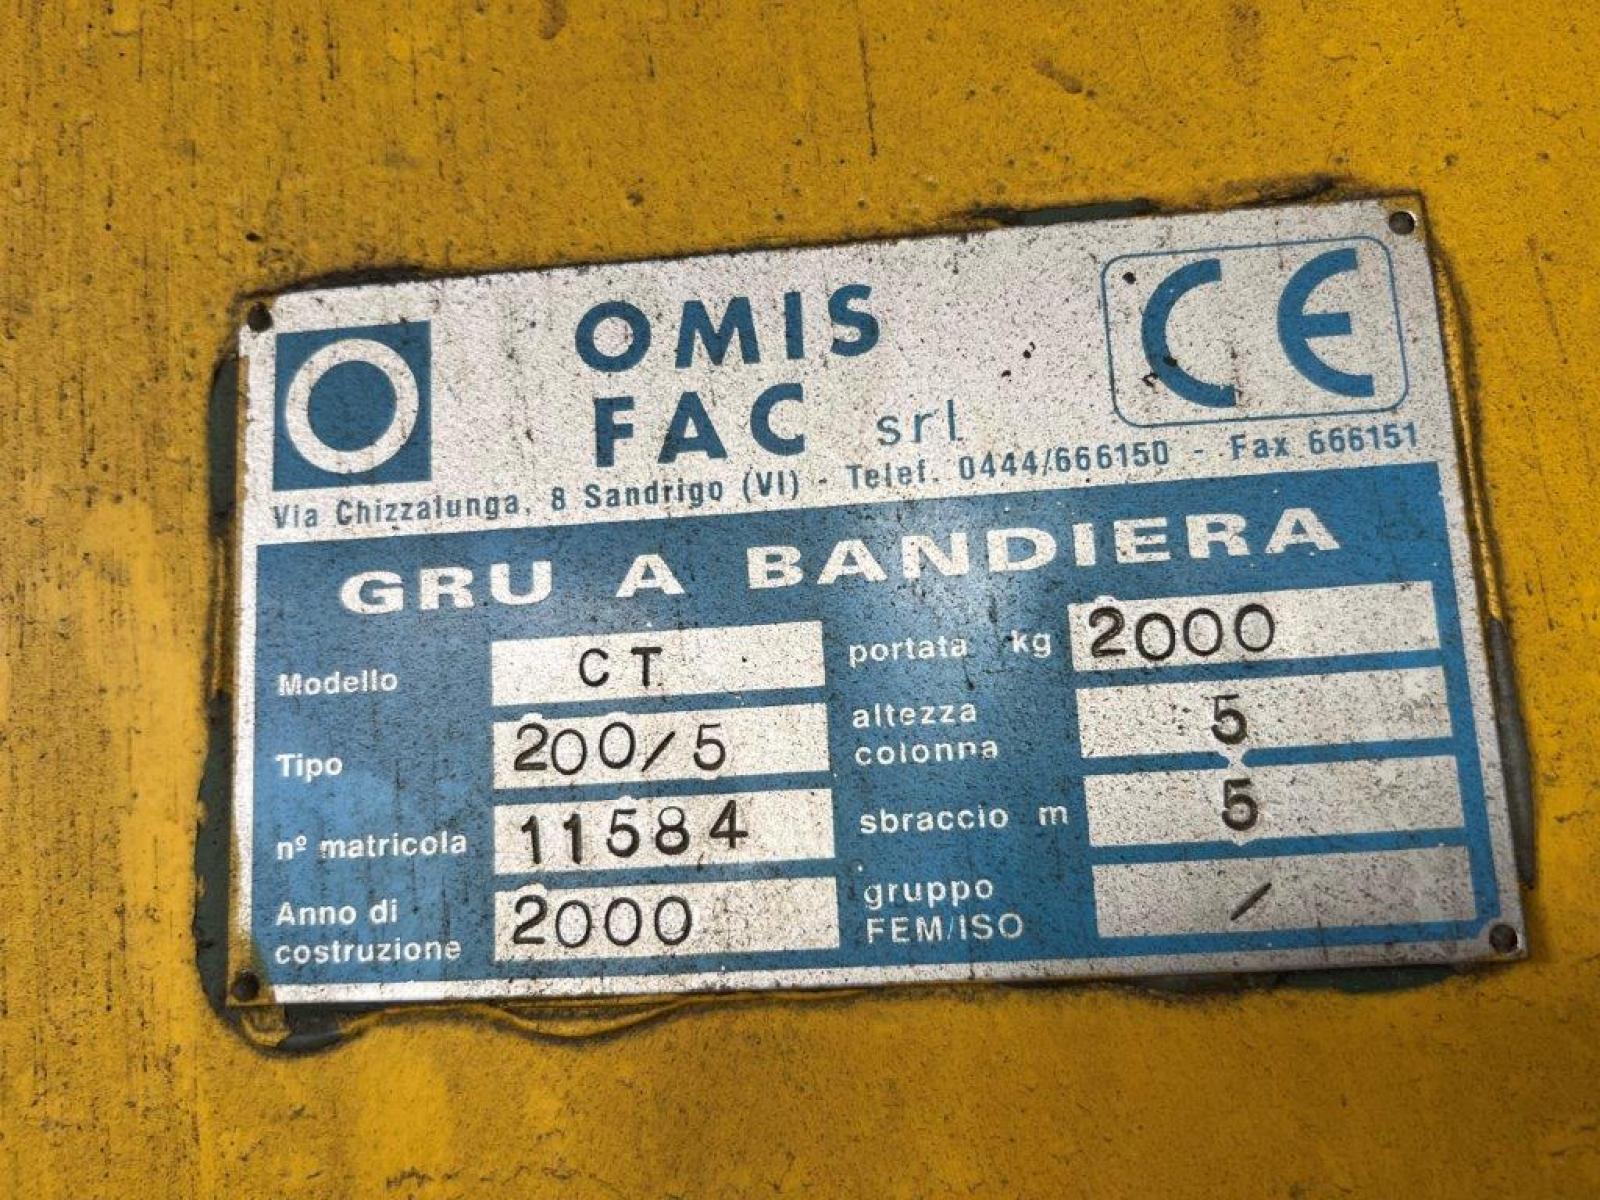 OMIS
FAC srl
CE
Via Chizzalunga, 8 Sandrigo (VI) - Telef. 0444/666150 - Fax 666151
GRU A BANDIERA
Modello CT
Tipo 200/5
nº matricola 11584
Anno di
costruzione 2000
portata kg 2000
altezza
colonna 5
sbraccio m 5
gruppo
FEM/ISO /